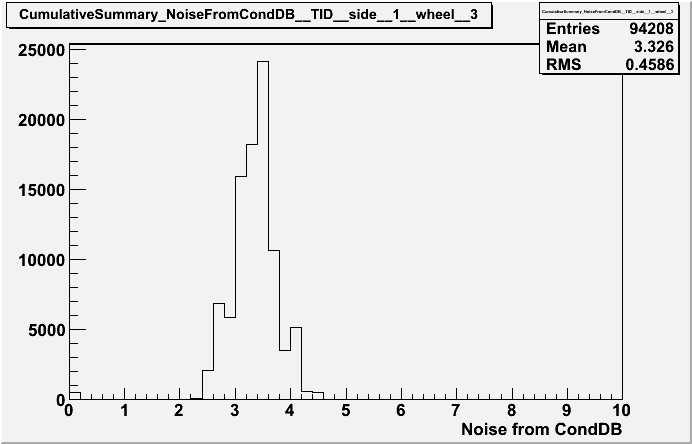 CumulativeSummary_NoiseFromCondDB__TID__side__1__wheel__3
CumulativeSummary_NoiseFromCondDB__TID__side__1__wheel__3
Entries 94208
Mean 3.326
RMS 0.4586
25000
20000
15000
10000
5000
0
0 1 2 3 4 5 6 7 8 9 10
Noise from CondDB